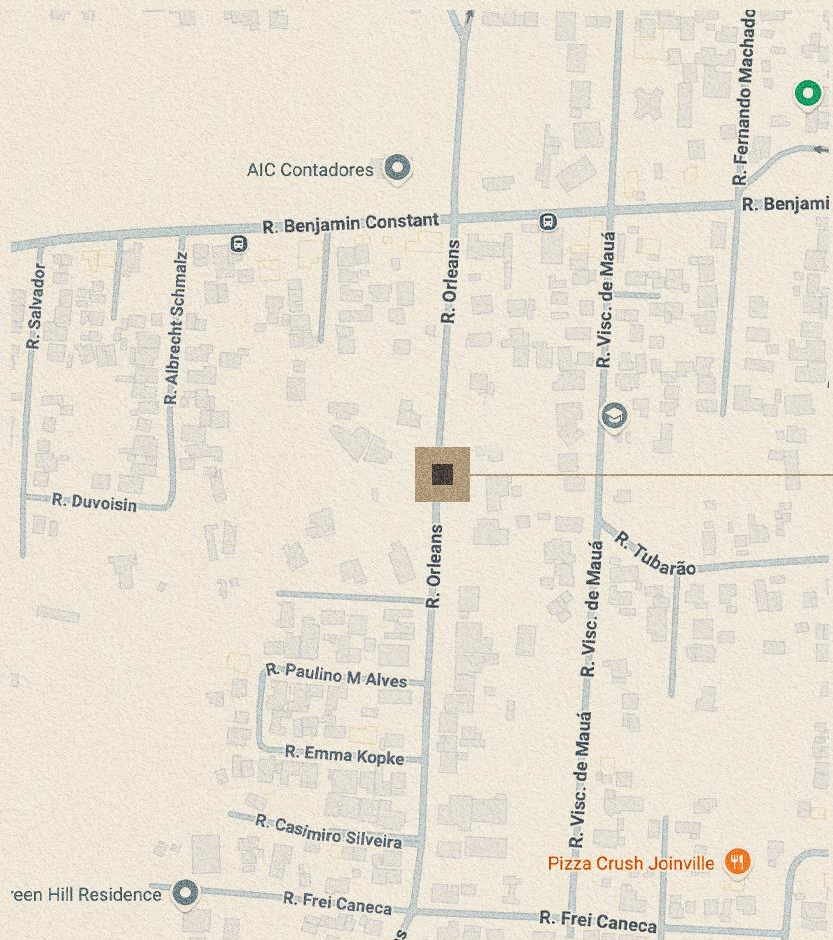 R. Fernando Machado
AIC Contadores
R. Benjamin Constant
R. Benjami
R. Salvador
R. Albrecht Schmalz
R. Orleans
R. Visc. de Mauá
R. Duvoisin
R. Orleans
R. Tubarão
R. Visc. de Mauá
R. Paulino M Alves
R. Emma Kopke
R. Visc. de Mauá
R. Casimiro Silveira
Pizza Crush Joinville
een Hill Residence
R. Frei Caneca
R. Frei Caneca
s